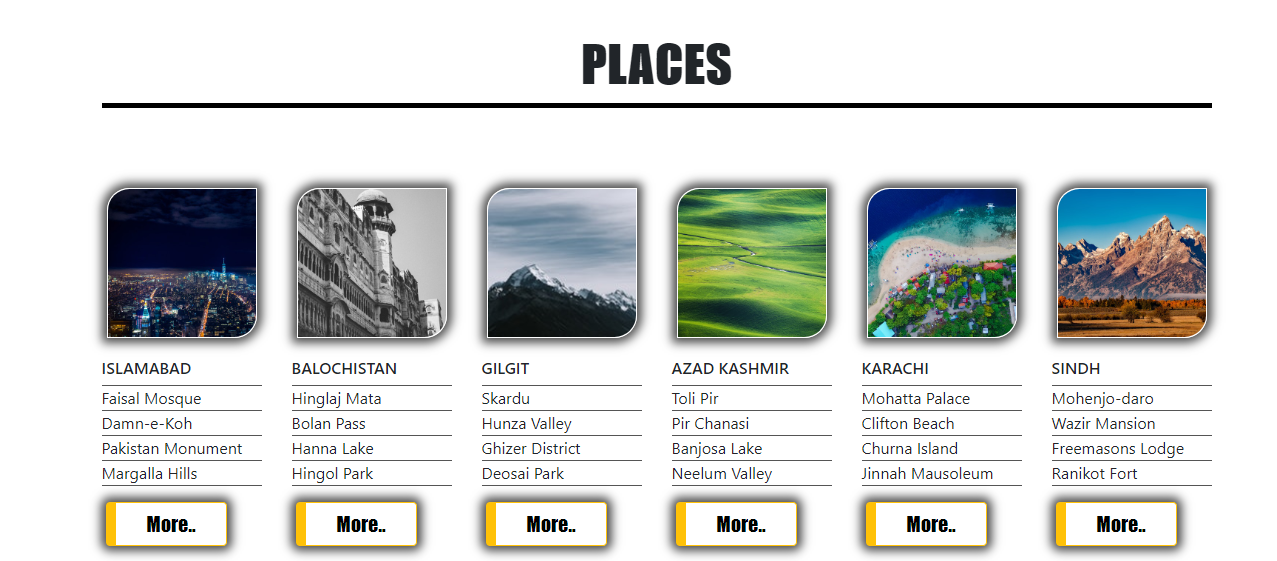 PLACES
ISLAMABAD
Faisal Mosque
Damn-e-Koh
Pakistan Monument
Margalla Hills
More..
BALOCHISTAN
Hinglaj Mata
Bolan Pass
Hanna Lake
Hingol Park
More..
GILGIT
Skardu
Hunza Valley
Ghizer District
Deosai Park
More..
AZAD KASHMIR
Toli Pir
Pir Chanasi
Banjosa Lake
Neelum Valley
More..
KARACHI
Mohatta Palace
Clifton Beach
Churna Island
Jinnah Mausoleum
More..
SINDH
Mohenjo-daro
Wazir Mansion
Freemasons Lodge
Ranikot Fort
More..